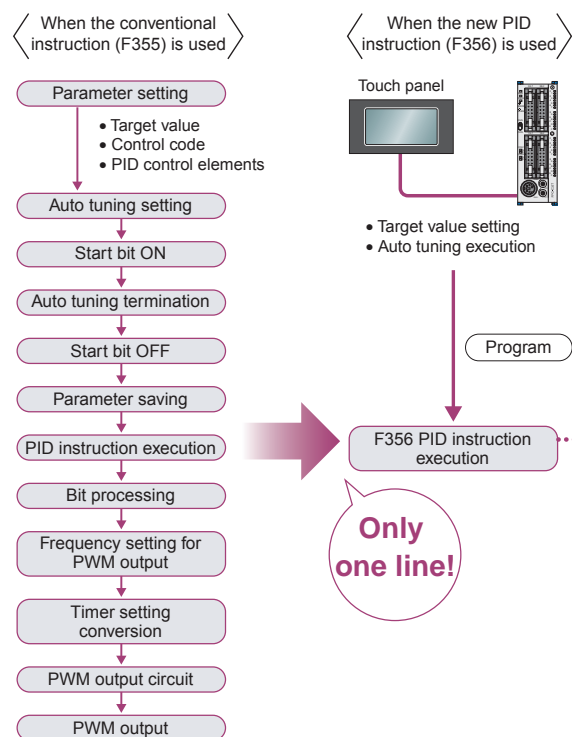 When the conventional
instruction (F355) is used
Parameter setting
• Target value
• Control code
• PID control elements
Auto tuning setting
Start bit ON
Auto tuning termination
Start bit OFF
Parameter saving
PID instruction execution
Bit processing
Frequency setting for
PWM output
Timer setting
conversion
PWM output circuit
PWM output
When the new PID
instruction (F356) is used
Touch panel
• Target value setting
• Auto tuning execution
Program
F356 PID instruction
execution
Only
one line!